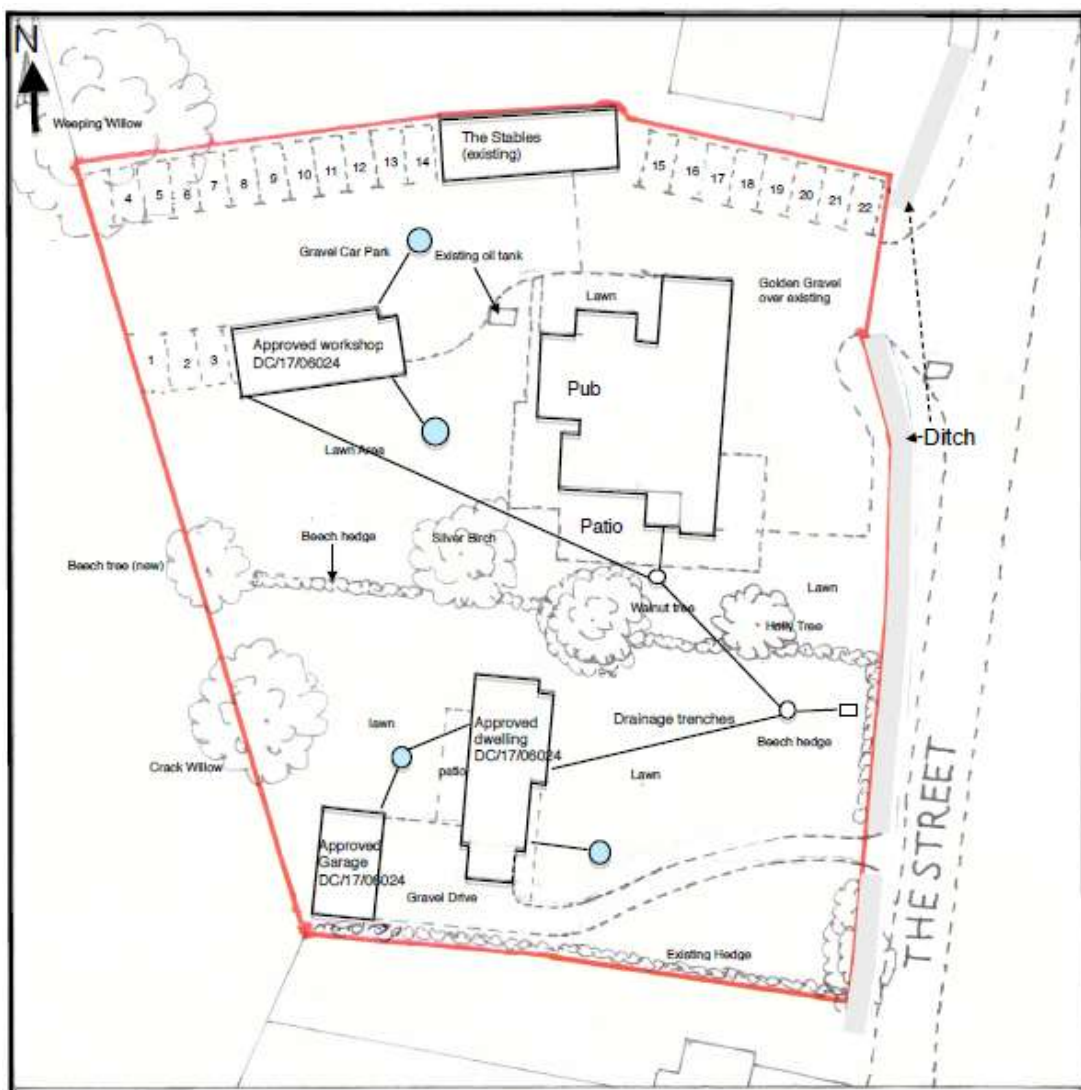 N
Weeping Willow
The Stables
(existing)
4
5
6
7
8
9
10
11
12
13
14
15
16
17
18
19
20
21
22
Gravel Car Park
Existing oil tank
Golden Gravel
over existing
Lawn
1
2
3
Approved workshop
DC/17/06024
Pub
Ditch
Lawn Area
Patio
Beech hedge
Silver Birch
Beech tree (new)
Lawn
Walnut tree
Holly Tree
lawn
Approved
dwelling
DC/17/06024
Drainage trenches
Beech hedge
Crack Willow
patio
Lawn
Approved
Garage
DC/17/06024
Gravel Drive
Existing Hedge
THE STREET